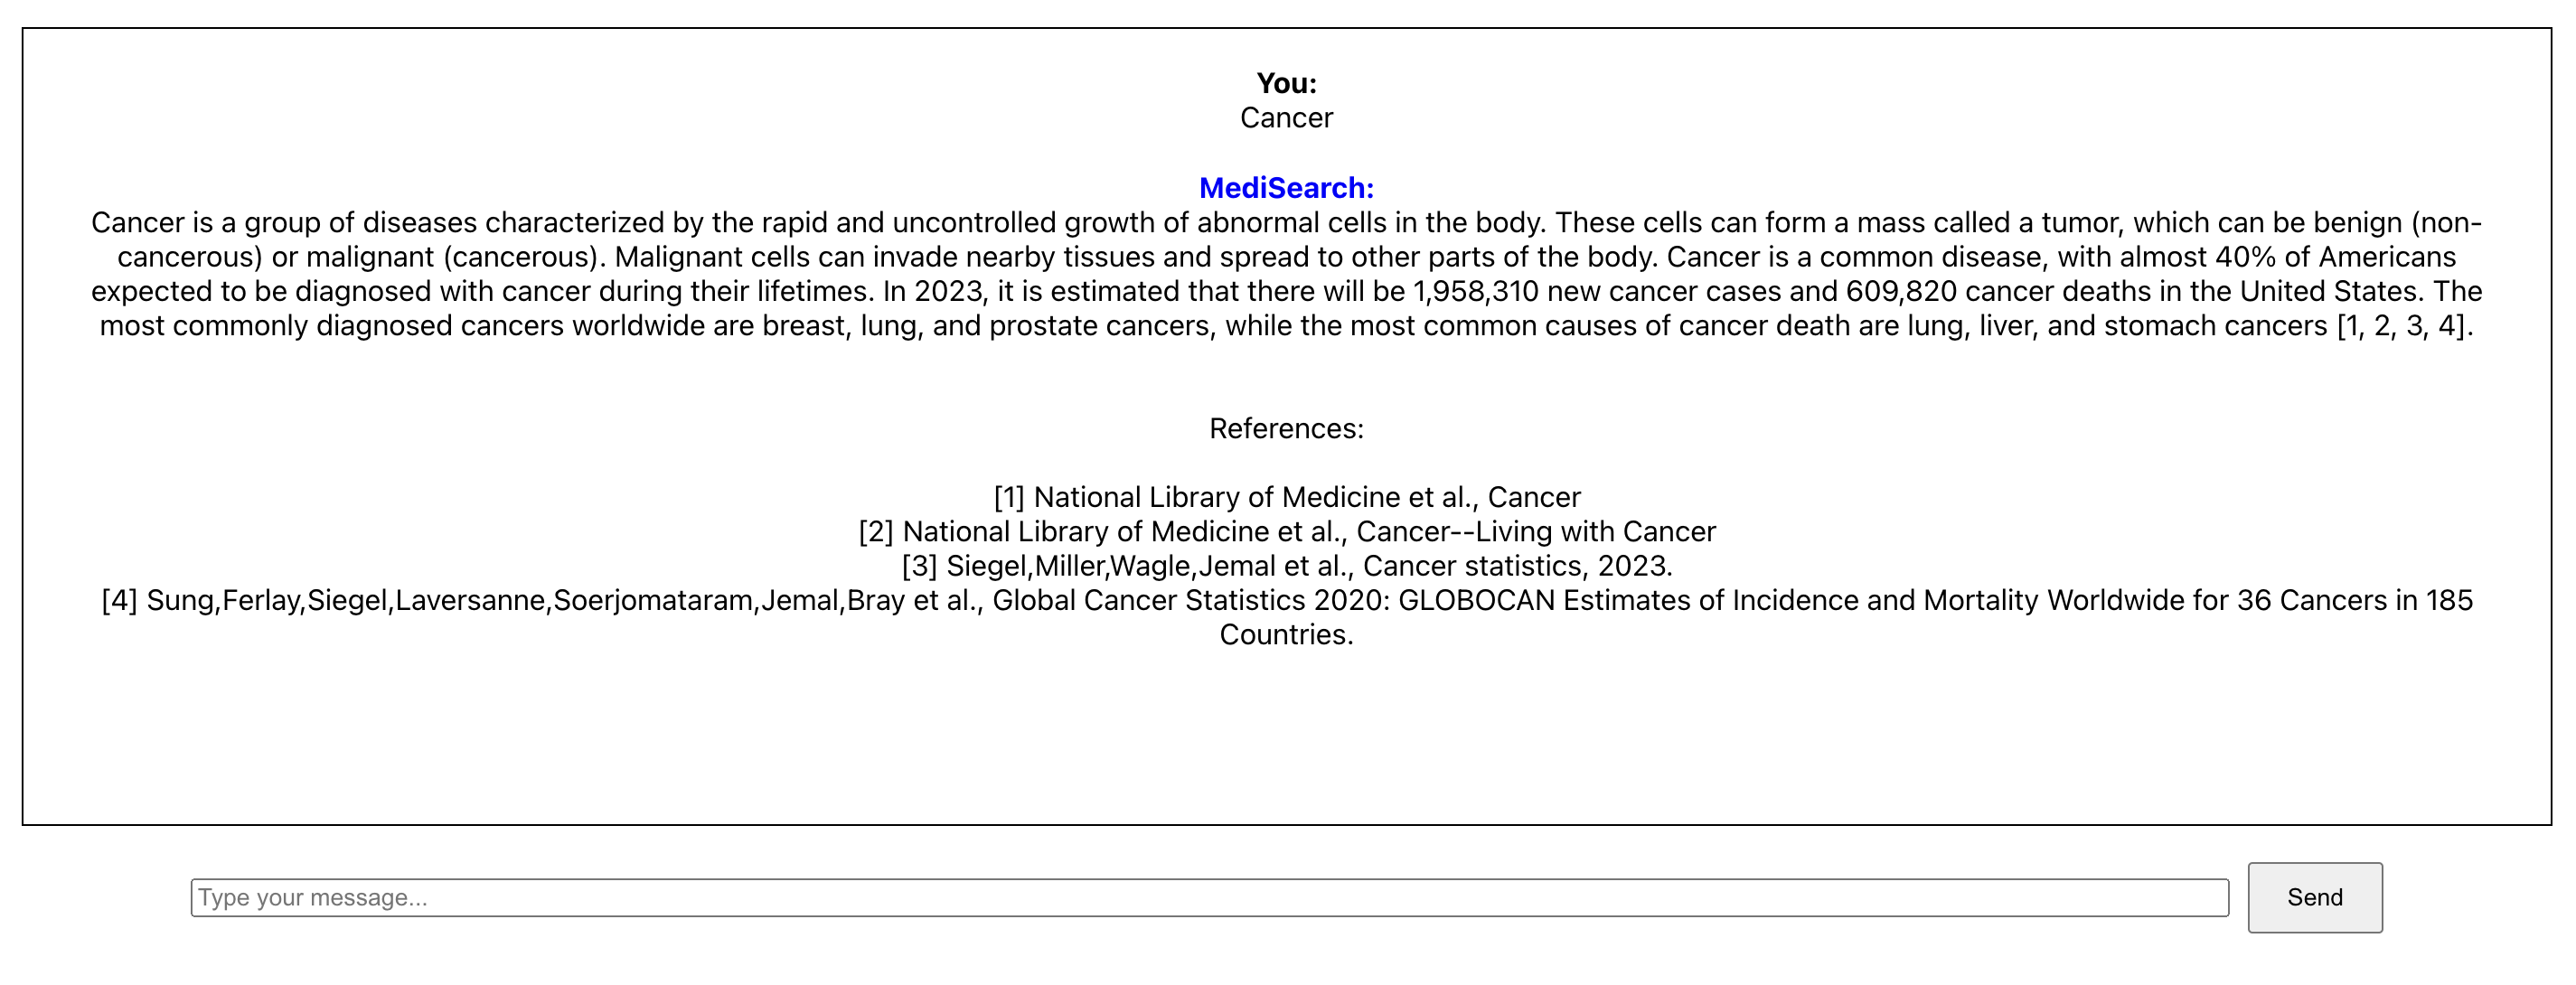 You:
Cancer
MediSearch:
Cancer is a group of diseases characterized by the rapid and uncontrolled growth of abnormal cells in the body. These cells can form a mass called a tumor, which can be benign (non-
cancerous) or malignant (cancerous). Malignant cells can invade nearby tissues and spread to other parts of the body. Cancer is a common disease, with almost 40% of Americans
expected to be diagnosed with cancer during their lifetimes. In 2023, it is estimated that there will be 1,958,310 new cancer cases and 609,820 cancer deaths in the United States. The
most commonly diagnosed cancers worldwide are breast, lung, and prostate cancers, while the most common causes of cancer death are lung, liver, and stomach cancers [1, 2, 3, 4].
References:
[1] National Library of Medicine et al., Cancer
[2] National Library of Medicine et al., Cancer--Living with Cancer
[3] Siegel,Miller,Wagle,Jemal et al., Cancer statistics, 2023.
[4] Sung,Ferlay,Siegel,Laversanne,Soerjomataram,Jemal,Bray et al., Global Cancer Statistics 2020: GLOBOCAN Estimates of Incidence and Mortality Worldwide for 36 Cancers in 185
Countries.
Type your message...
Send